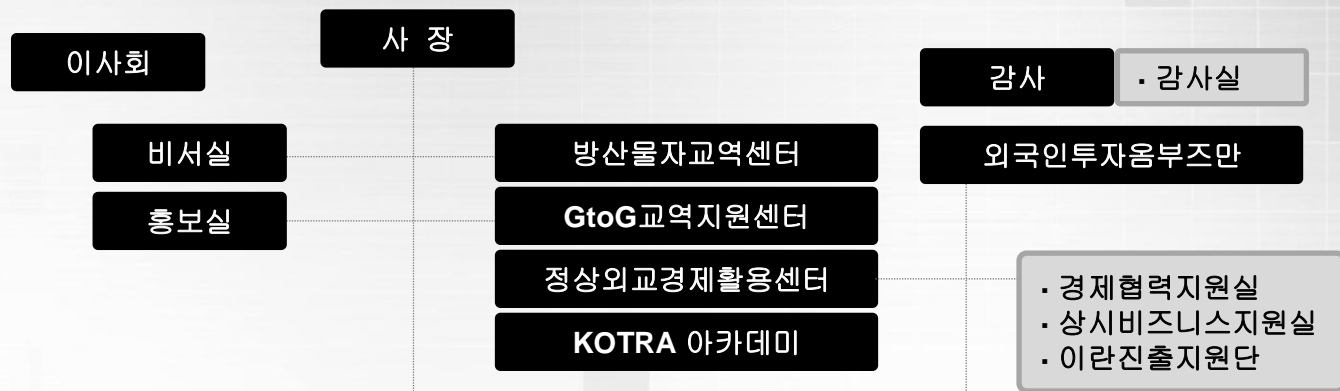 사 장
이사회
감사
· 감사실
비서실
방산물자교역센터
외국인투자옴부즈만
홍보실
GtoG교역지원센터
정상외교경제활용센터
· 경제협력지원실
· 상시비즈니스지원실
· 이란진출지원단
KOTRA 아카데미